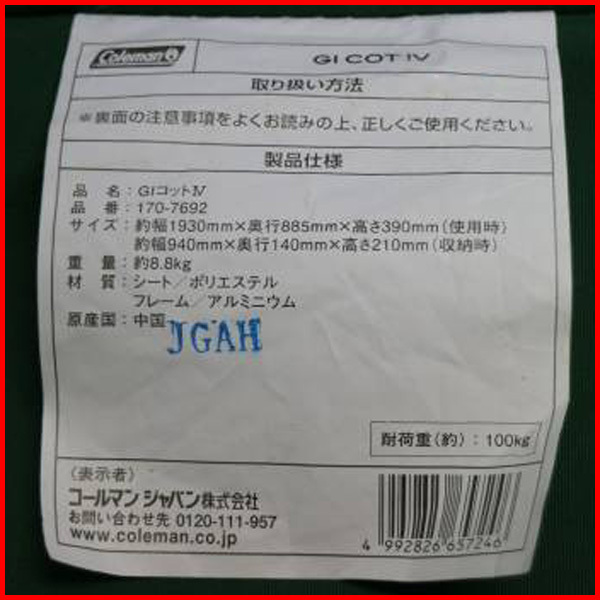 Coleman
GI COT IV
取り扱い方法
※裏面の注意事項をよくお読みの上、正しくご使用ください。
製品仕様
品 名：GIコットⅣ
品 番：170-7692
サイズ：約幅1930mm×奥行885mm×高さ390mm（使用時）
約幅940mm×奥行140mm×高さ210mm（収納時）
重 量：約8.8kg
材 質：シート／ポリエステル
フレーム／アルミニウム
原産国：中国
JGAH
耐荷重（約）：100kg
（表示者）
コールマン ジャパン株式会社
お問い合わせ先 0120-111-957
www.coleman.co.jp
4 992826 657246